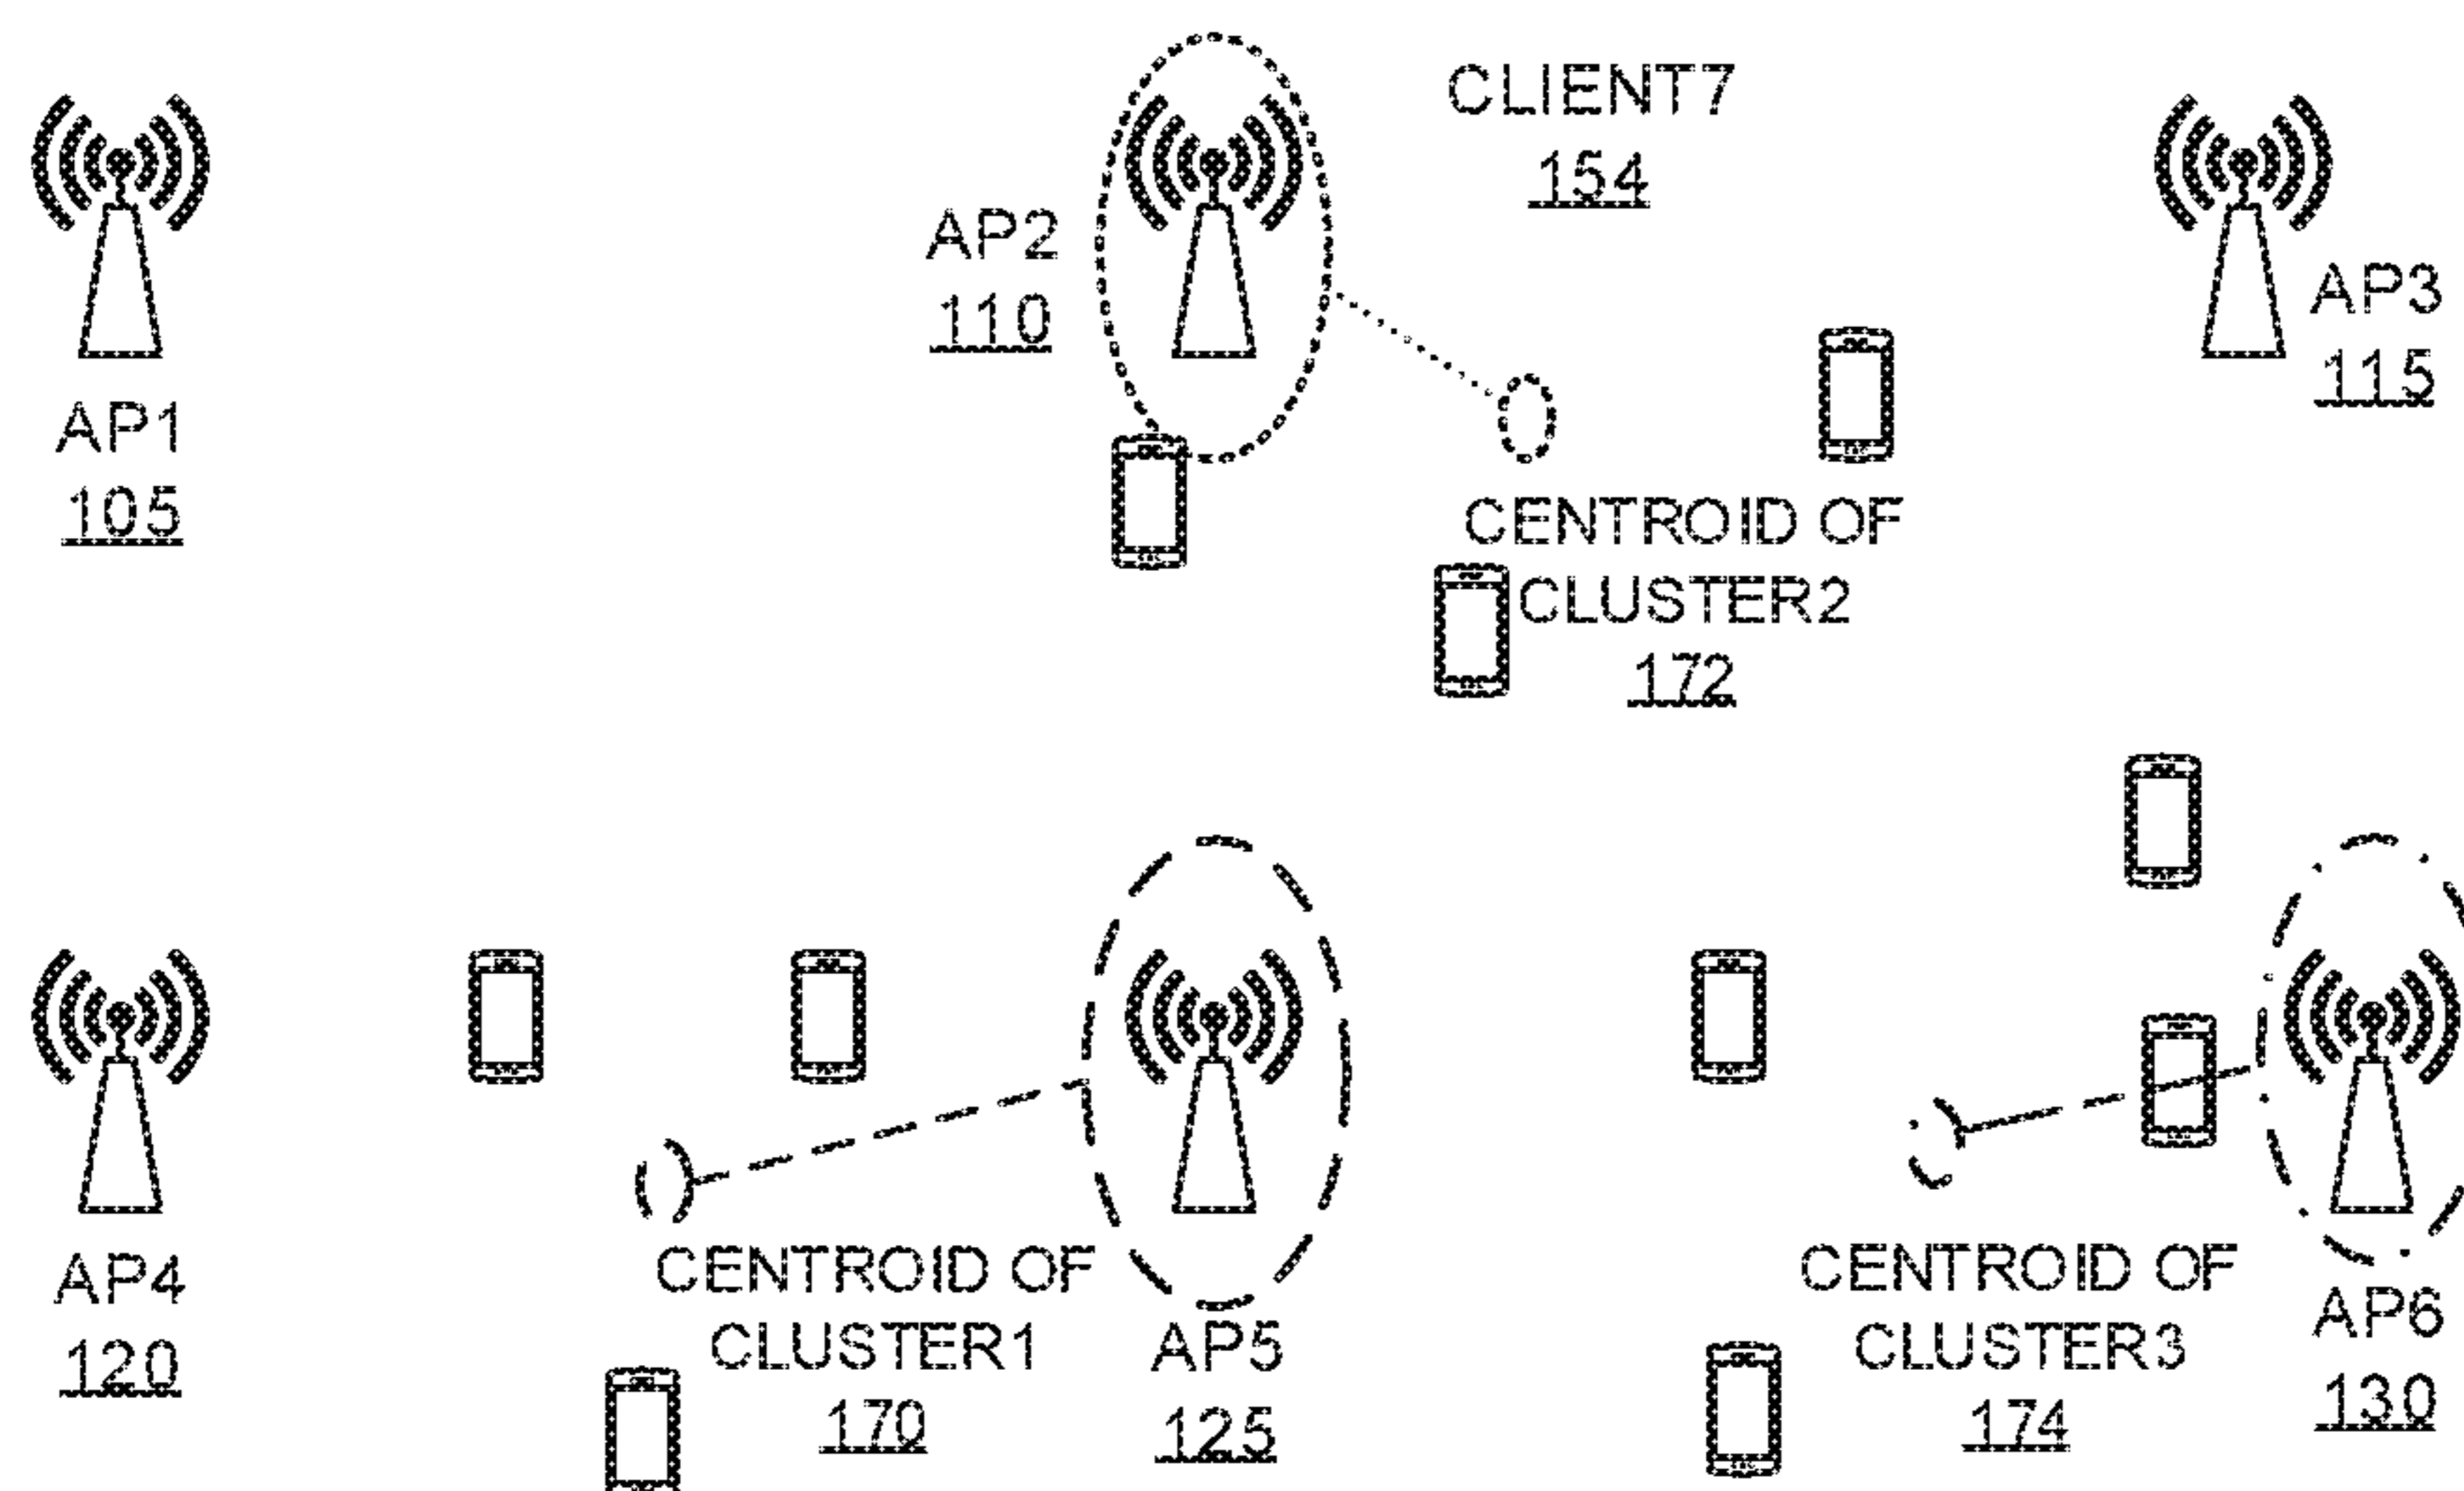 CLIENT7
154
AP2
110
AP3
115
AP1
105
CENTROID OF
CLUSTER2
172
AP4
120
CENTROID OF
CLUSTER1
170
AP5
125
CENTROID OF
CLUSTER3
174
AP6
130